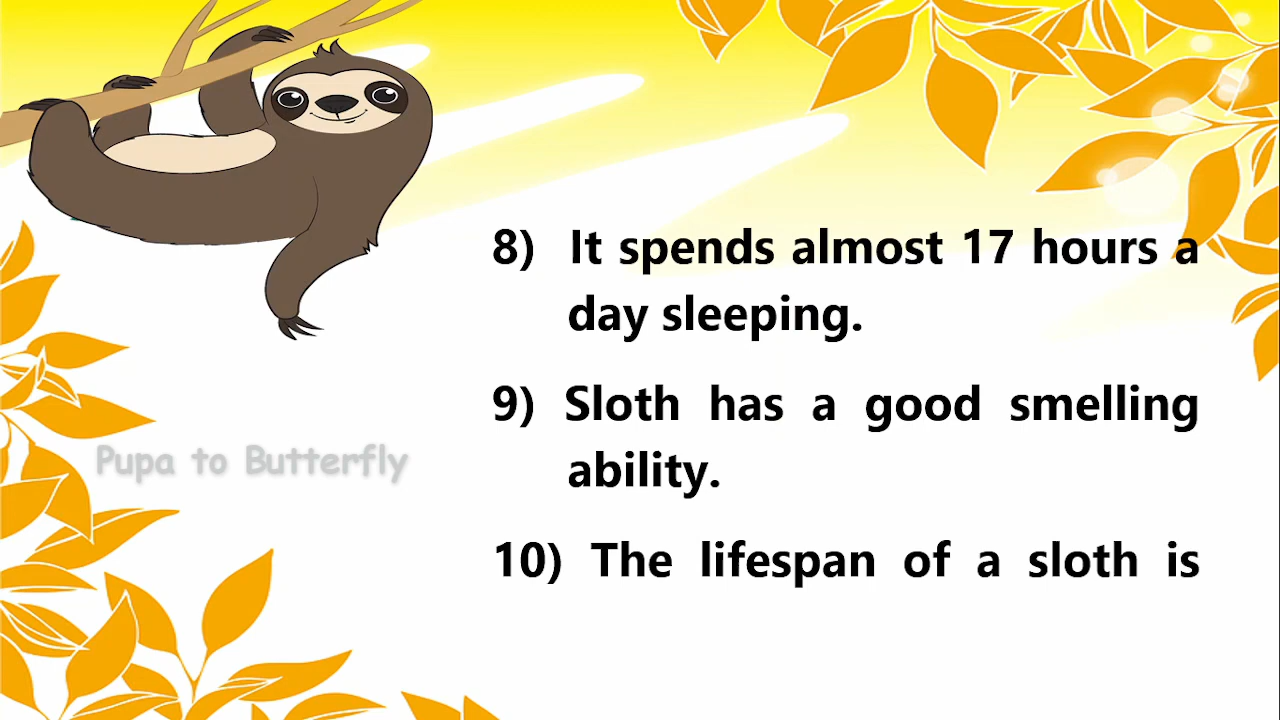 8) It spends almost 17 hours a
day sleeping.
9) Sloth has a good smelling
ability.
Pupa to Butterfly
10) The lifespan of a sloth is